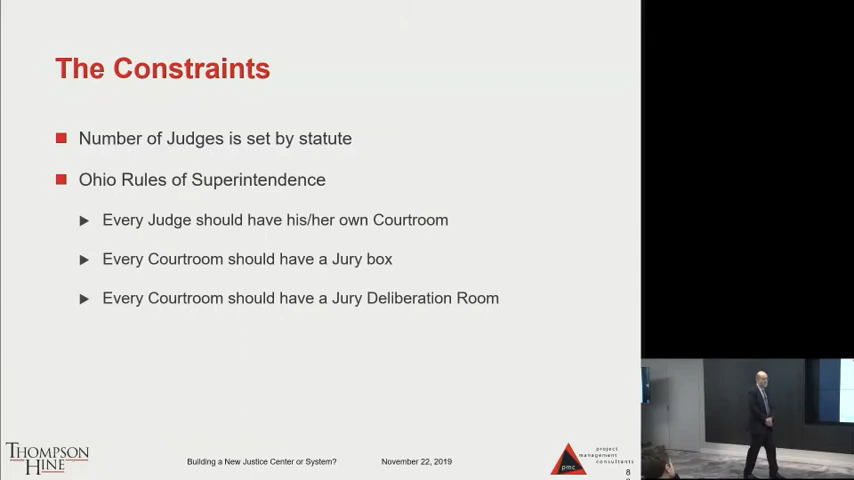 The Constraints
Number of Judges is set by statute
Ohio Rules of Superintendence
Every Judge should have his/her own Courtroom
Every Courtroom should have a Jury box
Every Courtroom should have a Jury Deliberation Room
THOMPSON
HINE
Building a New Justice Center or System?
November 22, 2019
pmc
project
management
consultants
8